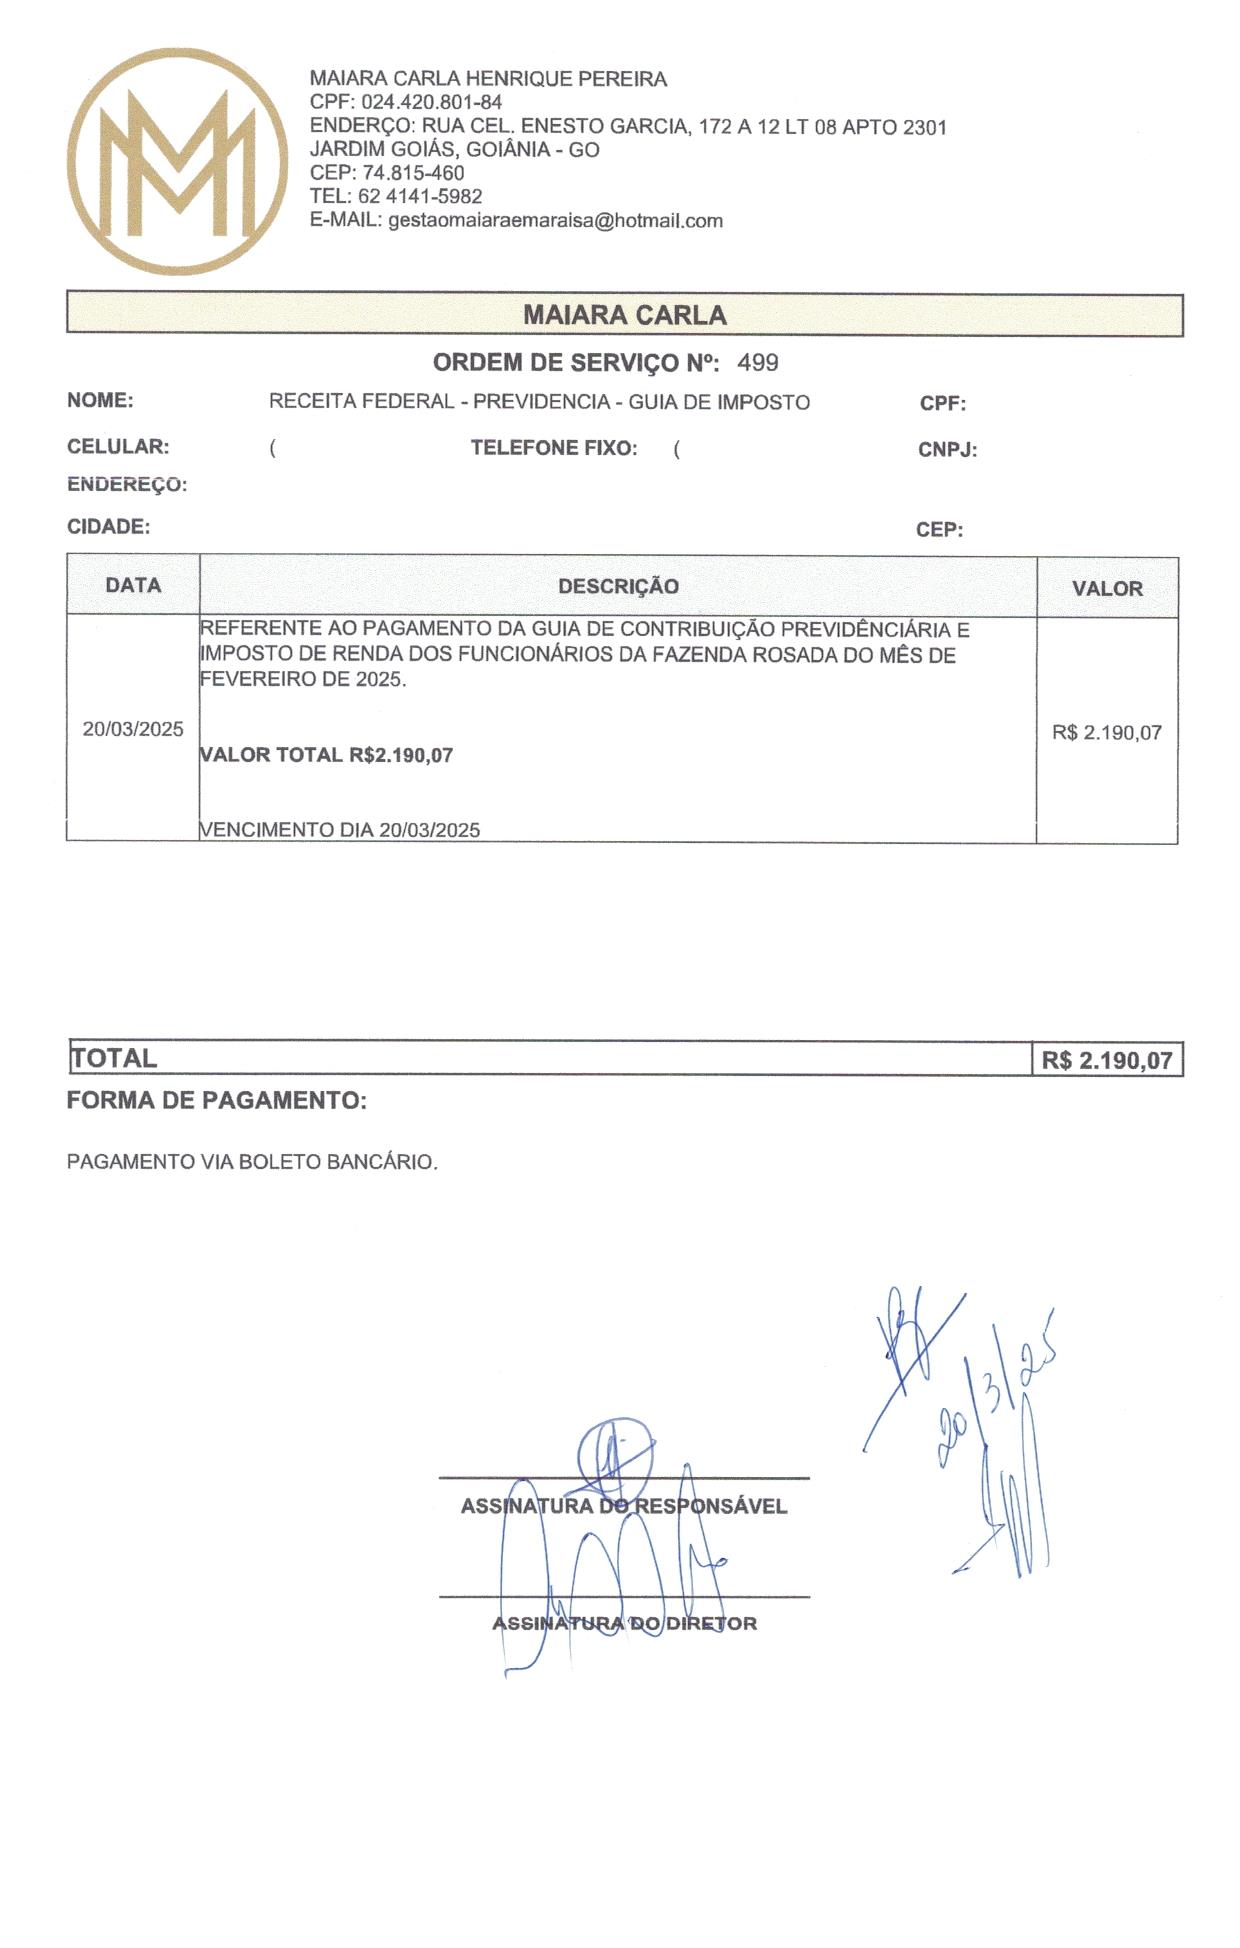 MAIARA CARLA HENRIQUE PEREIRA
CPF: 024.420.801-84
ENDERÇO: RUA CEL. ENESTO GARCIA, 172 A 12 LT 08 APTO 2301
JARDIM GOIÁS, GOIÂNIA - GO
CEP: 74.815-460
TEL: 62 4141-5982
E-MAIL: gestaomaiaraemaraisa@hotmail.com
MAIARA CARLA
ORDEM DE SERVIÇO Nº: 499
NOME: RECEITA FEDERAL - PREVIDENCIA - GUIA DE IMPOSTO CPF:
CELULAR: ( TELEFONE FIXO: ( CNPJ:
ENDEREÇO:
CIDADE: CEP:
DATA DESCRIÇÃO VALOR
REFERENTE AO PAGAMENTO DA GUIA DE CONTRIBUIÇÃO PREVIDÊNCIÁRIA E
IMPOSTO DE RENDA DOS FUNCIONÁRIOS DA FAZENDA ROSADA DO MÊS DE
FEVEREIRO DE 2025.
20/03/2025 R$ 2.190,07
VALOR TOTAL R$2.190,07
VENCIMENTO DIA 20/03/2025
TOTAL R$ 2.190,07
FORMA DE PAGAMENTO:
PAGAMENTO VIA BOLETO BANCÁRIO.
20/3/25
ASSINATURA DO RESPONSÁVEL
ASSINATURA DO DIRETOR